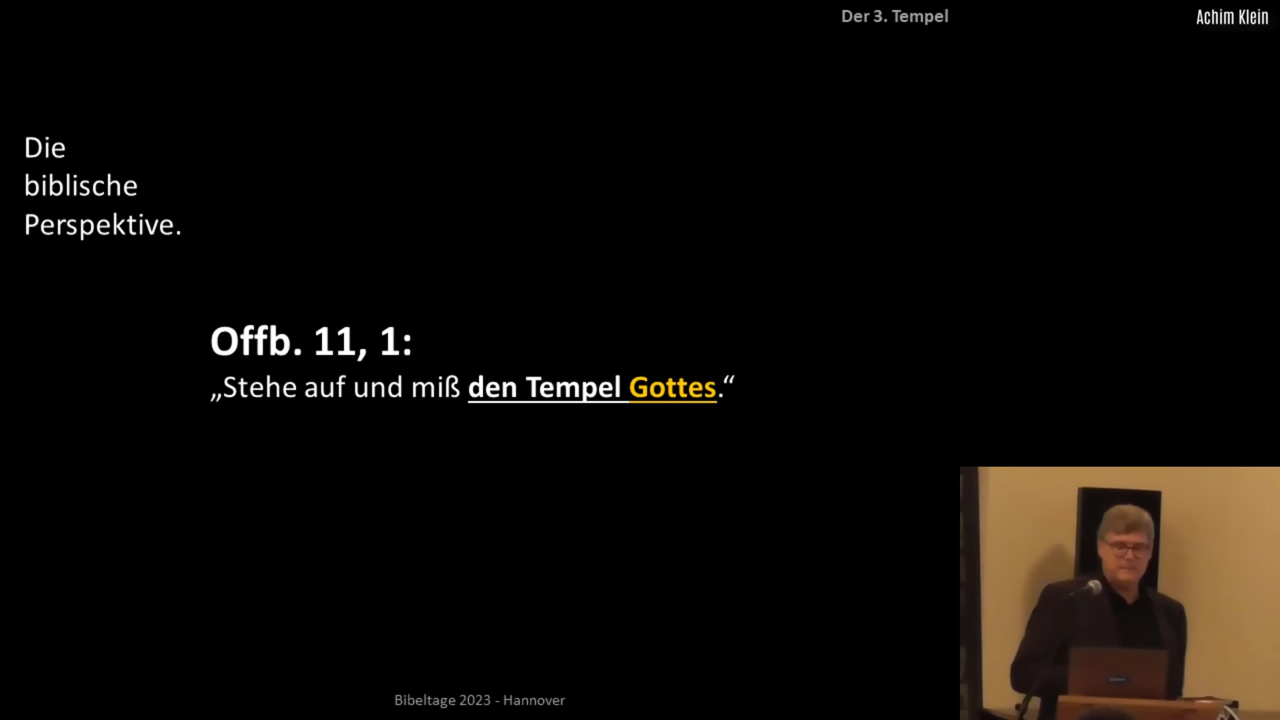 Der 3. Tempel
Achim Klein
Die
biblische
Perspektive.
Offb. 11, 1:
„Stehe auf und miß den Tempel Gottes.“
Bibeltage 2023 - Hannover